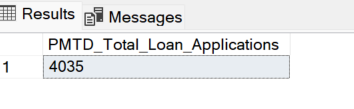 Results Messages
PMTD_Total_Loan_Applications
1 4035